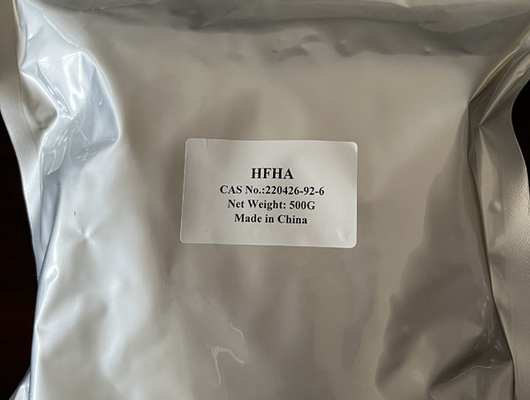 HFHA
CAS No.:220426-92-6
Net Weight: 500G
Made in China